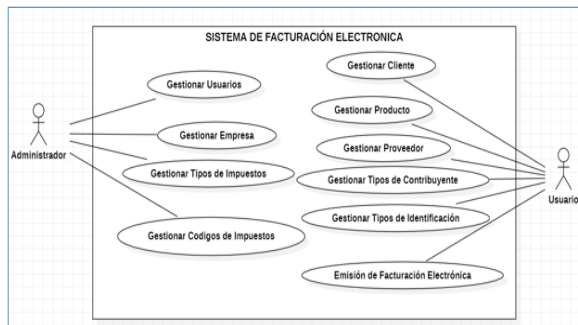 SISTEMA DE FACTURACIÓN ELECTRONICA
Gestionar Cliente
Gestionar Usuarios
Gestionar Producto
Gestionar Empresa
Gestionar Proveedor
Administrador
Gestionar Tipos de Impuestos
Gestionar Tipos de Contribuyente
Usuario
Gestionar Tipos de Identificación
Gestionar Codigos de Impuestos
Emisión de Facturación Electrónica